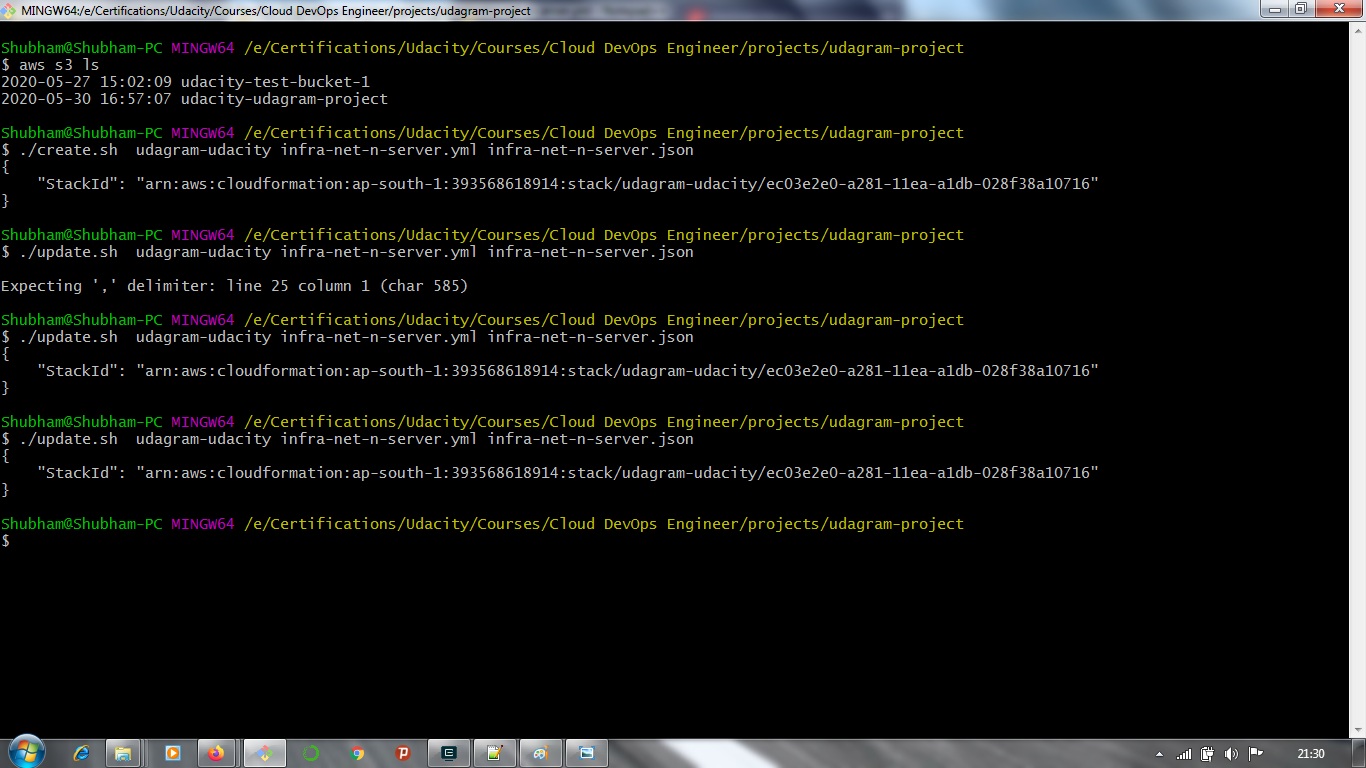 MINGW64:/e/Certifications/Udacity/Courses/Cloud DevOps Engineer/projects/udagram-project
Shubham@Shubham-PC MINGW64 /e/Certifications/Udacity/Courses/Cloud DevOps Engineer/projects/udagram-project
$ aws s3 ls
2020-05-27 15:02:09 udacity-test-bucket-1
2020-05-30 16:57:07 udacity-udagram-project
Shubham@Shubham-PC MINGW64 /e/Certifications/Udacity/Courses/Cloud DevOps Engineer/projects/udagram-project
$ ./create.sh  udagram-udacity infra-net-n-server.yml infra-net-n-server.json
{
    "StackId": "arn:aws:cloudformation:ap-south-1:393568618914:stack/udagram-udacity/ec03e2e0-a281-11ea-a1db-028f38a10716"
}
Shubham@Shubham-PC MINGW64 /e/Certifications/Udacity/Courses/Cloud DevOps Engineer/projects/udagram-project
$ ./update.sh  udagram-udacity infra-net-n-server.yml infra-net-n-server.json
Expecting ',' delimiter: line 25 column 1 (char 585)
Shubham@Shubham-PC MINGW64 /e/Certifications/Udacity/Courses/Cloud DevOps Engineer/projects/udagram-project
$ ./update.sh  udagram-udacity infra-net-n-server.yml infra-net-n-server.json
{
    "StackId": "arn:aws:cloudformation:ap-south-1:393568618914:stack/udagram-udacity/ec03e2e0-a281-11ea-a1db-028f38a10716"
}
Shubham@Shubham-PC MINGW64 /e/Certifications/Udacity/Courses/Cloud DevOps Engineer/projects/udagram-project
$ ./update.sh  udagram-udacity infra-net-n-server.yml infra-net-n-server.json
{
    "StackId": "arn:aws:cloudformation:ap-south-1:393568618914:stack/udagram-udacity/ec03e2e0-a281-11ea-a1db-028f38a10716"
}
Shubham@Shubham-PC MINGW64 /e/Certifications/Udacity/Courses/Cloud DevOps Engineer/projects/udagram-project
$
21:30